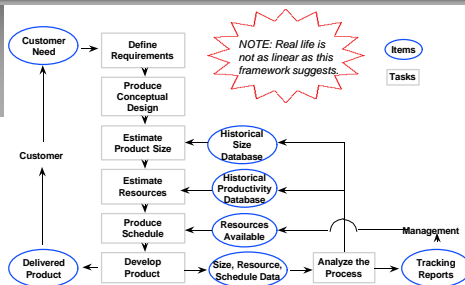 Customer
Need
Define
Requirements
NOTE: Real life is
not as linear as this
framework suggests.
Items
Tasks
Produce
Conceptual
Design
Estimate
Product Size
Historical
Size
Database
Customer
Estimate
Resources
Historical
Productivity
Database
Produce
Schedule
Resources
Available
Management
Delivered
Product
Develop
Product
Size, Resource,
Schedule Data
Analyze the
Process
Tracking
Reports